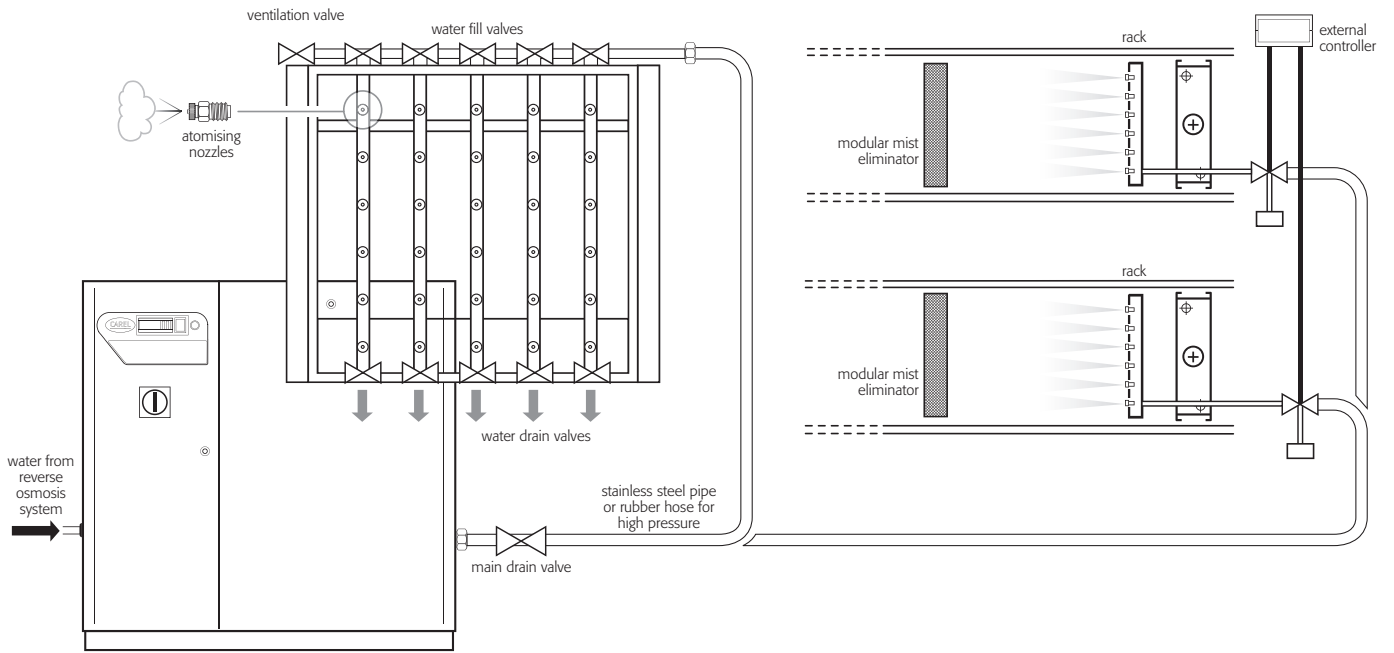 ventilation valve
water fill valves
atomising
nozzles
CAREL
water from
reverse
osmosis
system
water drain valves
stainless steel pipe
or rubber hose for
high pressure
main drain valve
rack
external
controller
modular mist
eliminator
rack
modular mist
eliminator